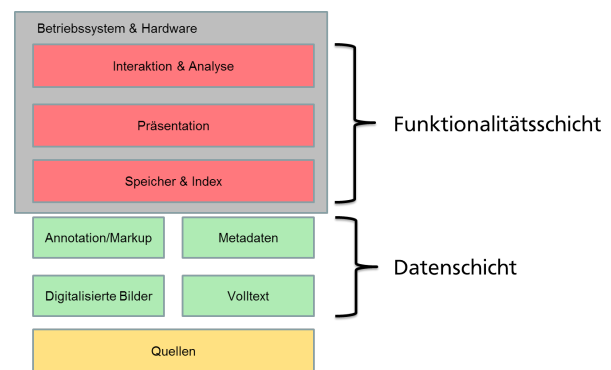 Betriebssystem & Hardware
Interaktion & Analyse
Präsentation
Speicher & Index
Funktionalitätsschicht
Annotation/Markup
Metadaten
Digitalisierte Bilder
Volltext
Datenschicht
Quellen